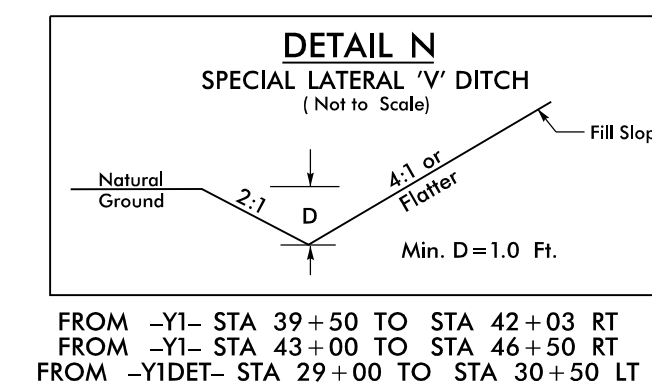 DETAIL N
SPECIAL LATERAL 'V' DITCH
( Not to Scale)
Natural
Ground
2:1
D
4:1 or
Flatter
Fill Slop
Min. D=1.0 Ft.
FROM -Y1- STA 39+50 TO STA 42+03 RT
FROM -Y1- STA 43+00 TO STA 46+50 RT
FROM -Y1DET- STA 29+00 TO STA 30+50 LT